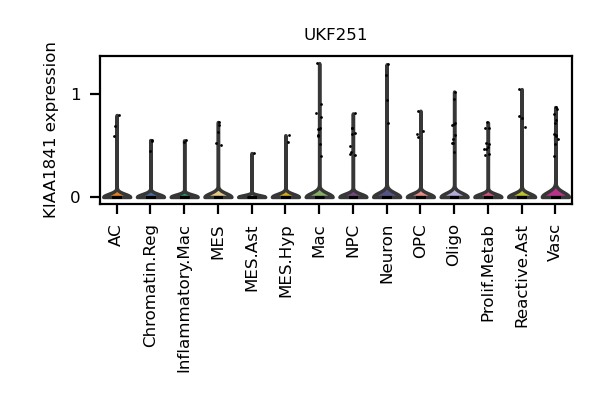 UKF251
KIAA1841 expression
1
0
AC
Chromatin.Reg
Inflammatory.Mac
MES
MES.Ast
MES.Hyp
Mac
NPC
Neuron
OPC
Oligo
Prolif.Metab
Reactive.Ast
Vasc